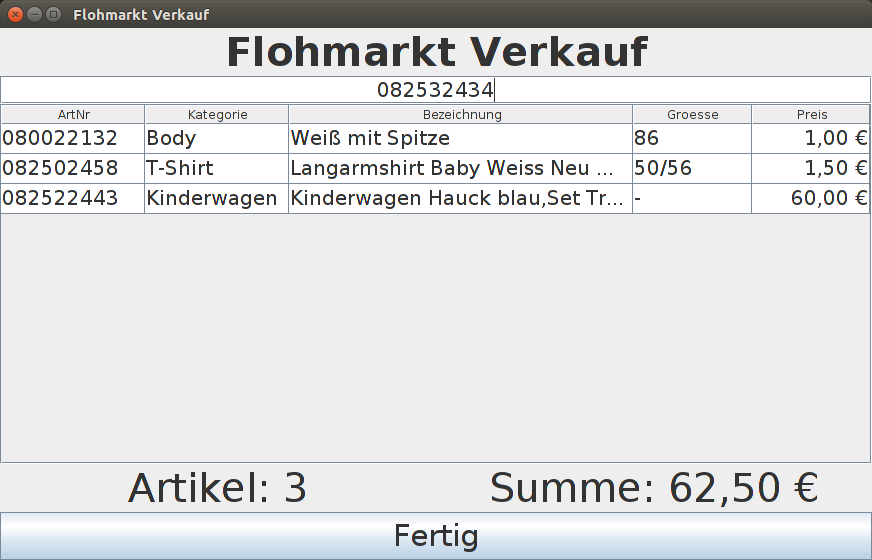 Flohmarkt Verkauf
Flohmarkt Verkauf
082532434
ArtNr Kategorie Bezeichnung Groesse Preis
080022132 Body Weiß mit Spitze 86 1,00 €
082502458 T-Shirt Langarmshirt Baby Weiss Neu ... 50/56 1,50 €
082522443 Kinderwagen Kinderwagen Hauck blau,Set Tr... - 60,00 €
Artikel: 3 Summe: 62,50 €
Fertig